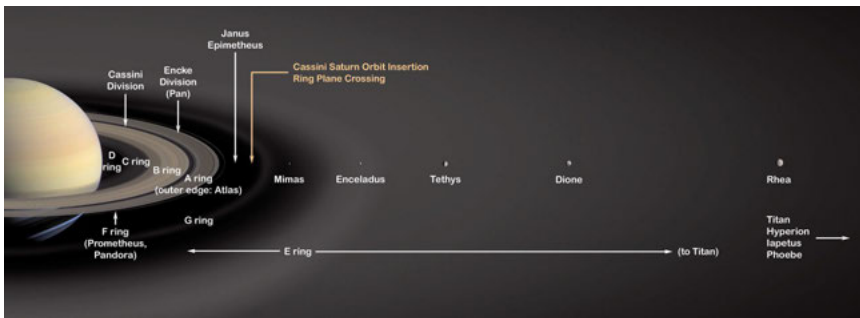 Janus
Epimetheus
Cassini
Division
Encke
Division
(Pan)
Cassini Saturn Orbit Insertion
Ring Plane Crossing
D
ring
C ring
B ring
A ring
(outer edge: Atlas)
Mimas
Enceladus
Tethys
Dione
Rhea
G ring
F ring
(Prometheus,
Pandora)
E ring
(to Titan)
Titan
Hyperion
Iapetus
Phoebe